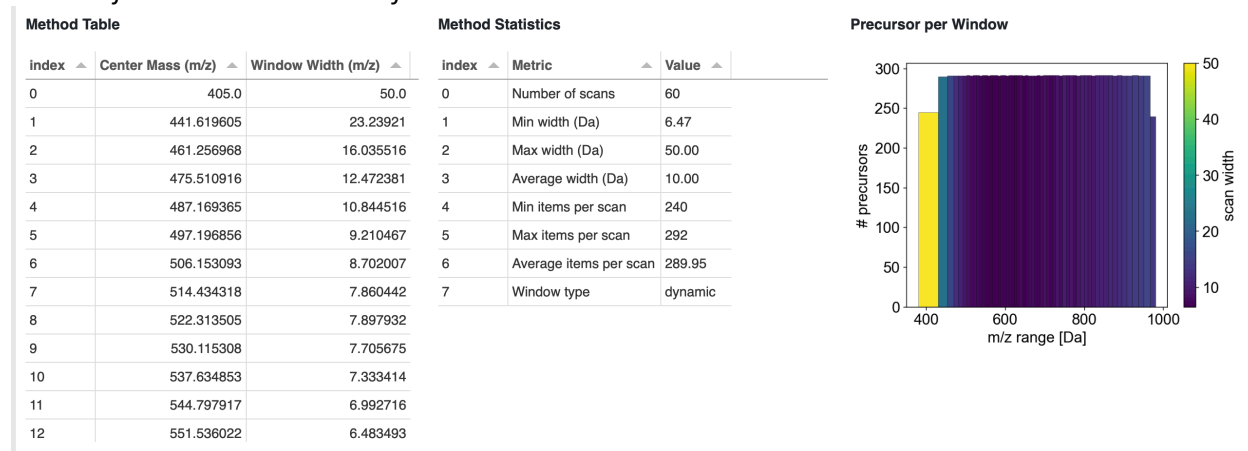 Method Table
index Center Mass (m/z) Window Width (m/z)
0 405.0 50.0
1 441.619605 23.23921
2 461.256968 16.035516
3 475.510916 12.472381
4 487.169365 10.844516
5 497.196856 9.210467
6 506.153093 8.702007
7 514.434318 7.860442
8 522.313505 7.897932
9 530.115308 7.705675
10 537.634853 7.333414
11 544.797917 6.992716
12 551.536022 6.483493
Method Statistics
index Metric Value
0 Number of scans 60
1 Min width (Da) 6.47
2 Max width (Da) 50.00
3 Average width (Da) 10.00
4 Min items per scan 240
5 Max items per scan 292
6 Average items per scan 289.95
7 Window type dynamic
Precursor per Window
# precursors
300
250
200
150
100
50
0
400 600 800 1000
m/z range [Da]
50
40
30
20
10
scan width